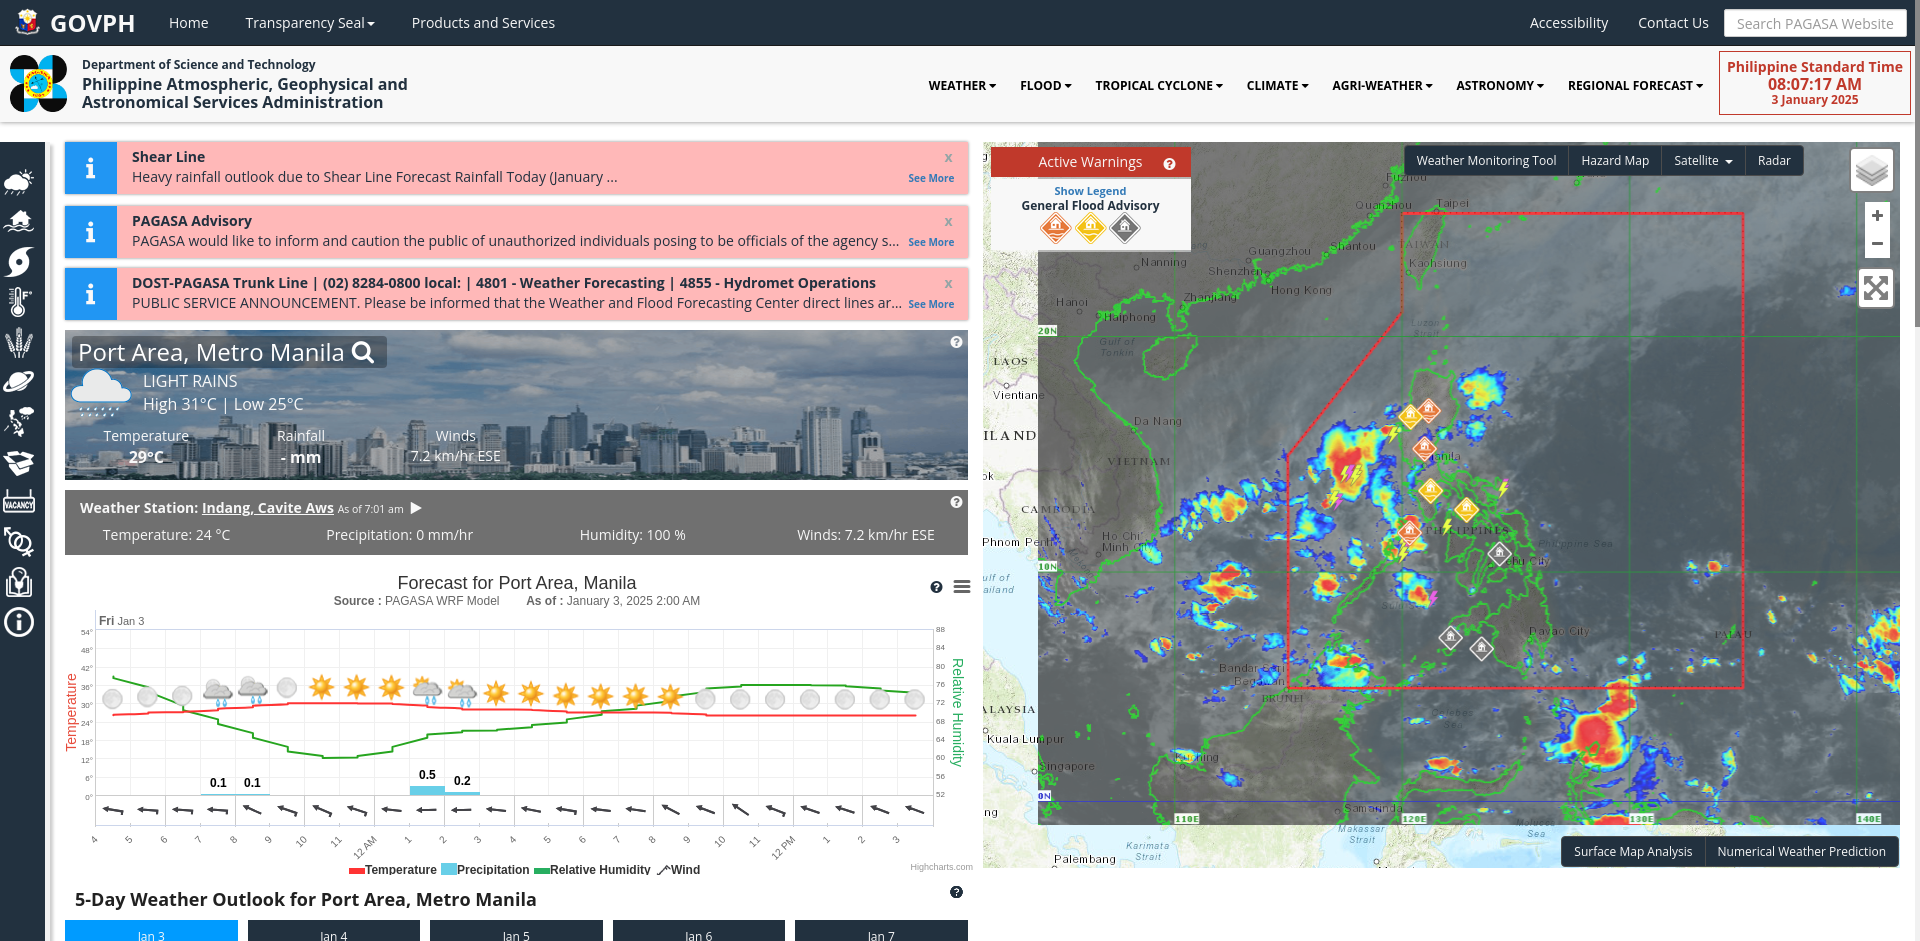 GOVPH
Home
Transparency Seal
Products and Services
Accessibility
Contact Us
Search PAGASA Website
Department of Science and Technology
Philippine Atmospheric, Geophysical and
Astronomical Services Administration
WEATHER
FLOOD
TROPICAL CYCLONE
CLIMATE
AGRI-WEATHER
ASTRONOMY
REGIONAL FORECAST
Philippine Standard Time
08:07:17 AM
3 January 2025
Shear Line
x
Heavy rainfall outlook due to Shear Line Forecast Rainfall Today (January ...
See More
PAGASA Advisory
x
PAGASA would like to inform and caution the public of unauthorized individuals posing to be officials of the agency s...
See More
DOST-PAGASA Trunk Line | (02) 8284-0800 local: | 4801 - Weather Forecasting | 4855 - Hydromet Operations
x
PUBLIC SERVICE ANNOUNCEMENT. Please be informed that the Weather and Flood Forecasting Center direct lines ar...
See More
Port Area, Metro Manila
LIGHT RAINS
High 31°C | Low 25°C
Temperature
29°C
Rainfall
- mm
Winds
7.2 km/hr ESE
VACANCY
Weather Station: Indang, Cavite Aws As of 7:01 am
Temperature: 24 °C
Precipitation: 0 mm/hr
Humidity: 100 %
Winds: 7.2 km/hr ESE
Forecast for Port Area, Manila
Source : PAGASA WRF Model As of : January 3, 2025 2:00 AM
Fri Jan 3
Temperature
54°
48°
42°
36°
30°
24°
18°
12°
6°
0°
88
84
80
76
72
68
64
60
56
52
Relative Humidity
0.1
0.1
0.5
0.2
4
5
6
7
8
9
10
11
12 AM
1
2
3
4
5
6
7
8
9
10
11
12 PM
1
2
3
Temperature
Precipitation
Relative Humidity
Wind
Highcharts.com
5-Day Weather Outlook for Port Area, Metro Manila
Jan 3
Jan 4
Jan 5
Jan 6
Jan 7
Active Warnings
Show Legend
General Flood Advisory
Weather Monitoring Tool
Hazard Map
Satellite
Radar
+
−
Fuzhou
Quanzhou
Taipei
TAIWAN
Kaohsiung
Shantou
Guangzhou
Shenzhen
Hong Kong
Nanning
Zhanjiang
Hanoi
Haiphong
Gulf of
Tonkin
Luzon
Strait
20N
LAOS
Vientiane
Da Nang
ILAND
VIETNAM
CAMBODIA
Phnom Penh
Ho Chi
Minh City
10N
PHILIPPINES
Philippine Sea
Davao City
PALAU
Bandar Seri
Begawan
BRUNEI
ALAYSIA
Kuala Lumpur
Singapore
Kuching
Celebes
Sea
0N
Samarinda
110E
120E
130E
140E
Makassar
Strait
Karimata
Strait
Palembang
Molucca
Sea
Surface Map Analysis
Numerical Weather Prediction